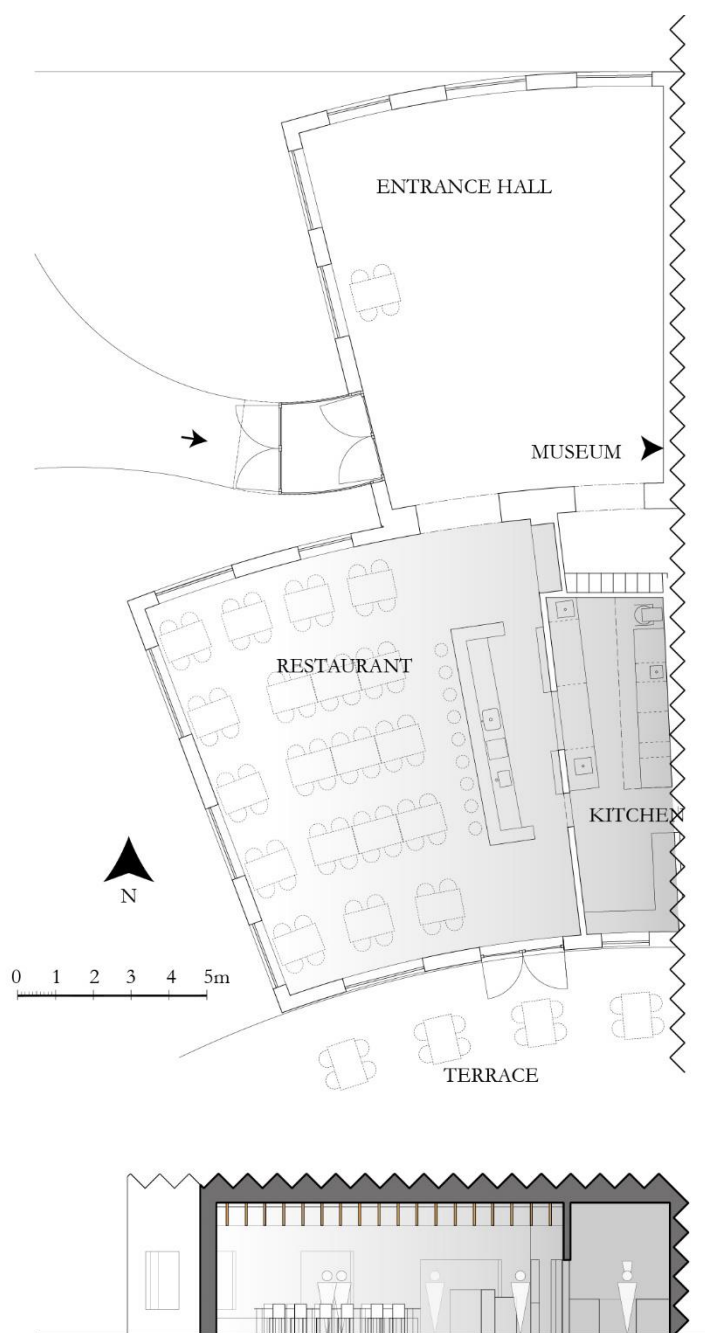 ENTRANCE HALL
MUSEUM
RESTAURANT
KITCHEN
N
0 1 2 3 4 5m
TERRACE